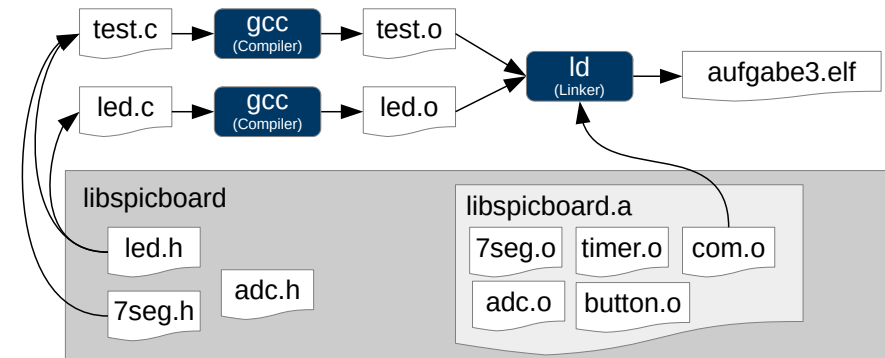 test.c
gcc
(Compiler)
test.o
led.c
gcc
(Compiler)
led.o
ld
(Linker)
aufgabe3.elf
libspicboard
led.h
adc.h
7seg.h
libspicboard.a
7seg.o
timer.o
com.o
adc.o
button.o